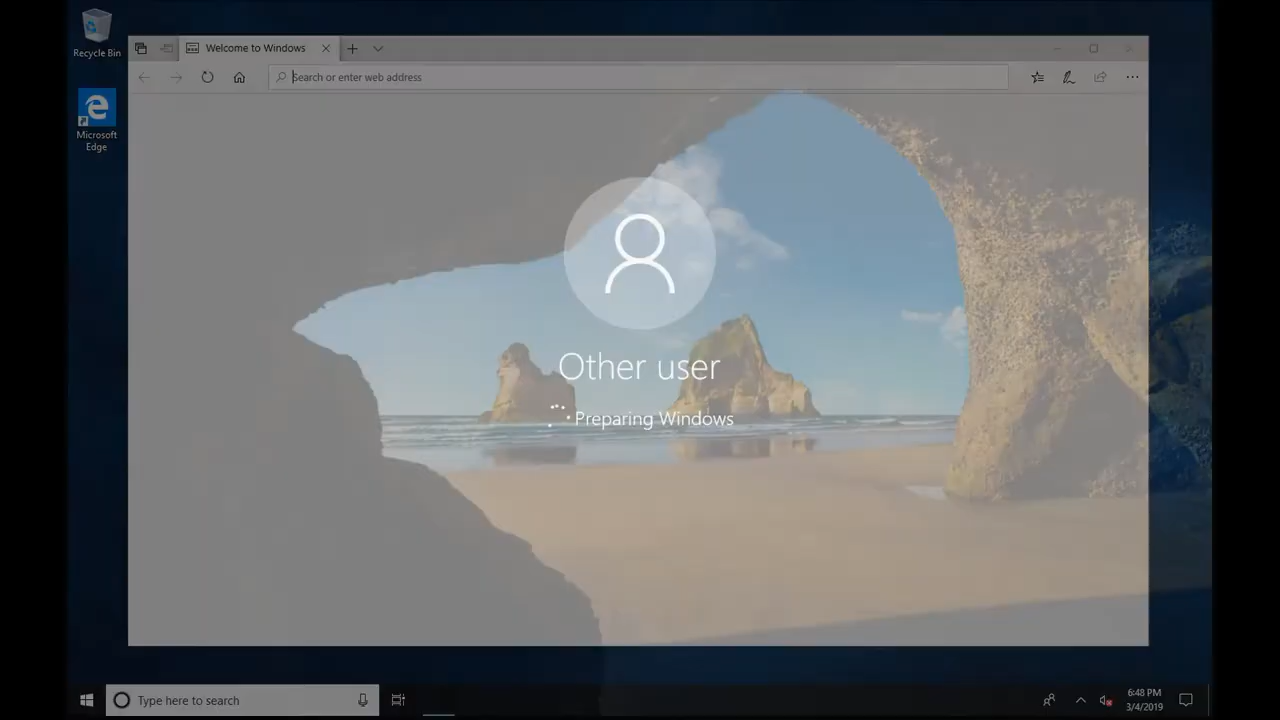 Recycle Bin
Microsoft
Edge
Welcome to Windows
Search or enter web address
Other user
Preparing Windows
Type here to search
6:48 PM
3/4/2019